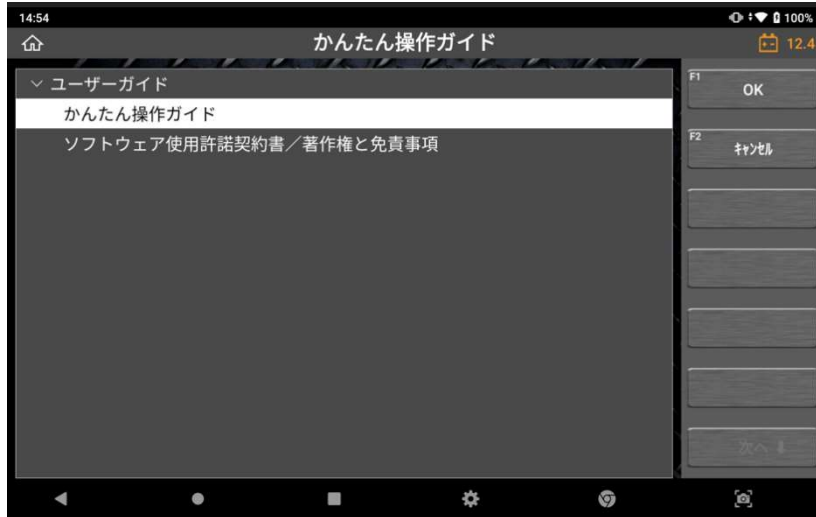 14:54
100%
かんたん操作ガイド
12.4
ユーザーガイド
かんたん操作ガイド
ソフトウェア使用許諾契約書／著作権と免責事項
F1
OK
F2
ｷｬﾝｾﾙ
次へ ⬇